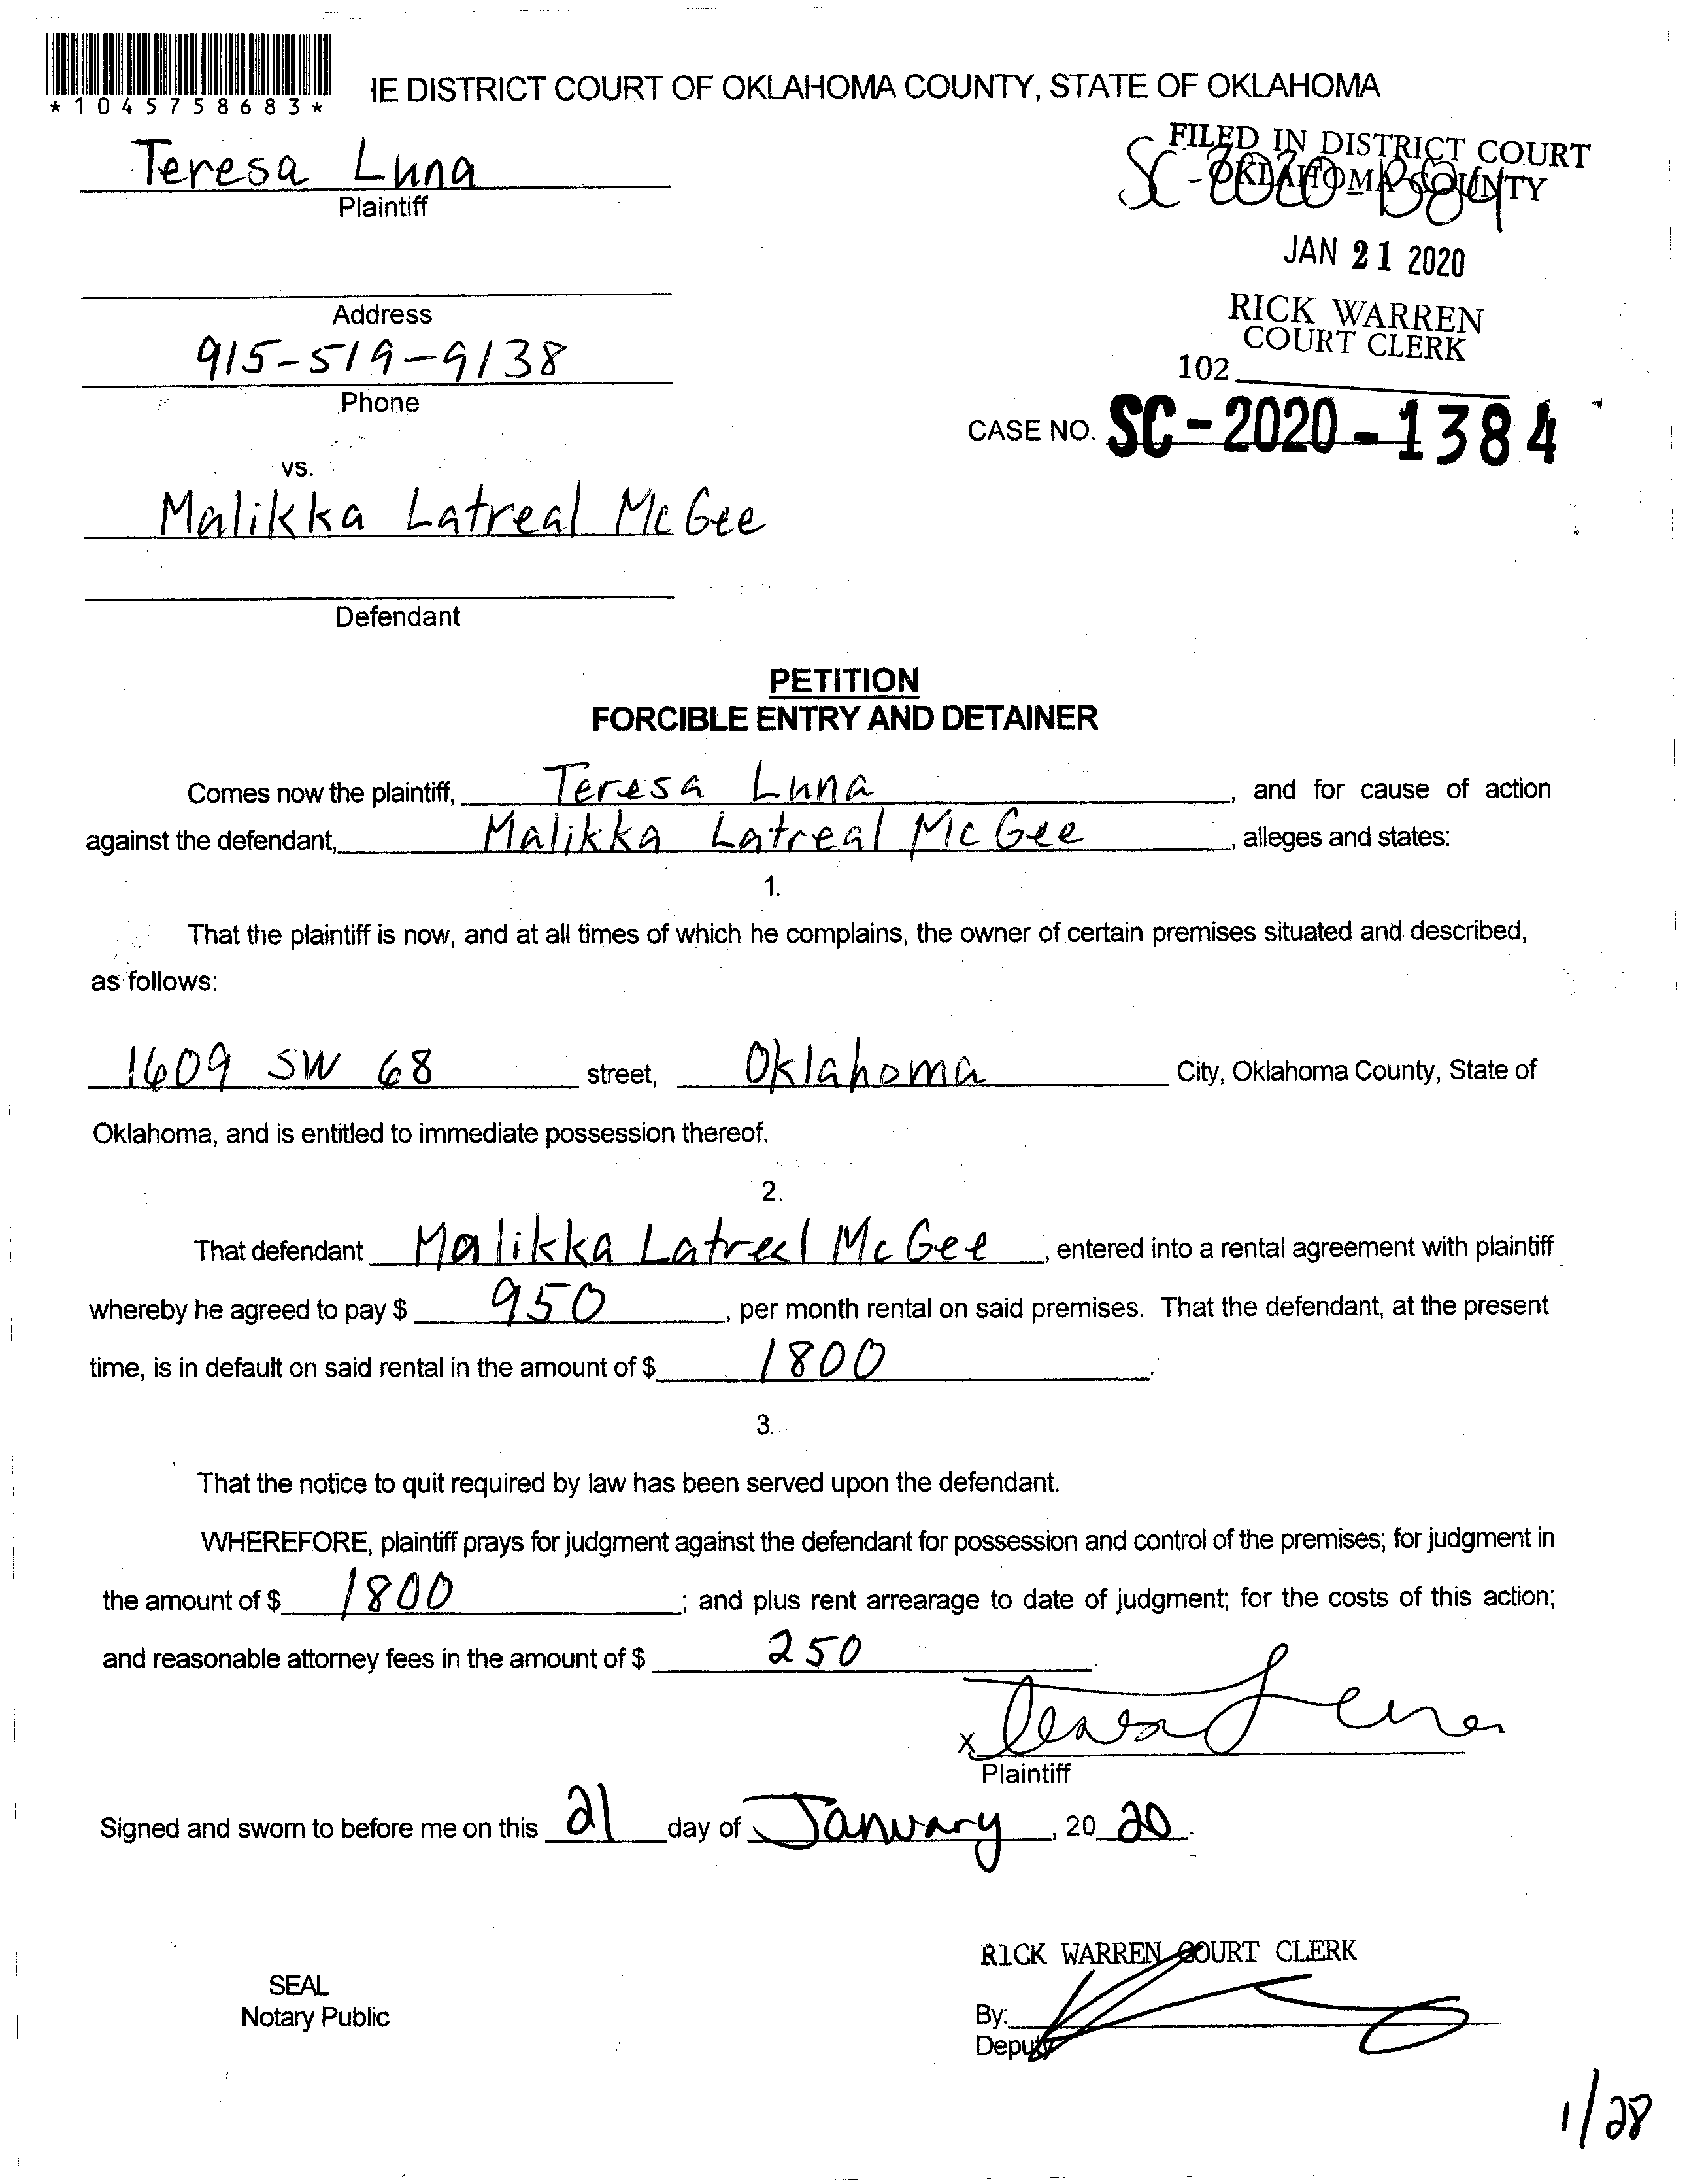 *1045758683*
IE DISTRICT COURT OF OKLAHOMA COUNTY, STATE OF OKLAHOMA
Teresa Luna
Plaintiff
FILED IN DISTRICT COURT
OKLAHOMA COUNTY
SC-2020-1384
JAN 21 2020
RICK WARREN
COURT CLERK
102
Address
915-519-9138
Phone
CASE NO. SC-2020-1384
vs.
Malikka Latreal McGee
Defendant
PETITION
FORCIBLE ENTRY AND DETAINER
Comes now the plaintiff, Teresa Luna, and for cause of action
against the defendant, Malikka Latreal McGee, alleges and states:
1.
That the plaintiff is now, and at all times of which he complains, the owner of certain premises situated and described,
as follows:
1609 SW 68 street, Oklahoma City, Oklahoma County, State of
Oklahoma, and is entitled to immediate possession thereof.
2.
That defendant Malikka Latreal McGee, entered into a rental agreement with plaintiff
whereby he agreed to pay $ 950, per month rental on said premises. That the defendant, at the present
time, is in default on said rental in the amount of $ 1800.
3.
That the notice to quit required by law has been served upon the defendant.
WHEREFORE, plaintiff prays for judgment against the defendant for possession and control of the premises; for judgment in
the amount of $ 1800; and plus rent arrearage to date of judgment; for the costs of this action;
and reasonable attorney fees in the amount of $ 250.
x Teresa Luna
Plaintiff
Signed and sworn to before me on this 21 day of January, 2020.
RICK WARREN COURT CLERK
SEAL
Notary Public
By:
Deputy
1/28